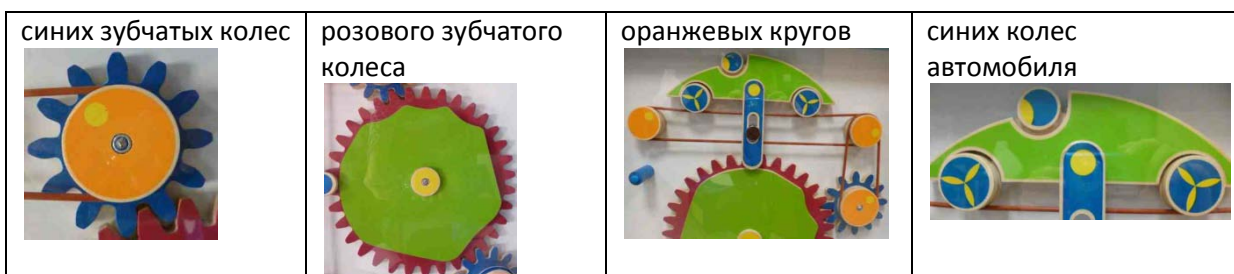 синих зубчатых колес
розового зубчатого
колеса
оранжевых кругов
синих колес
автомобиля